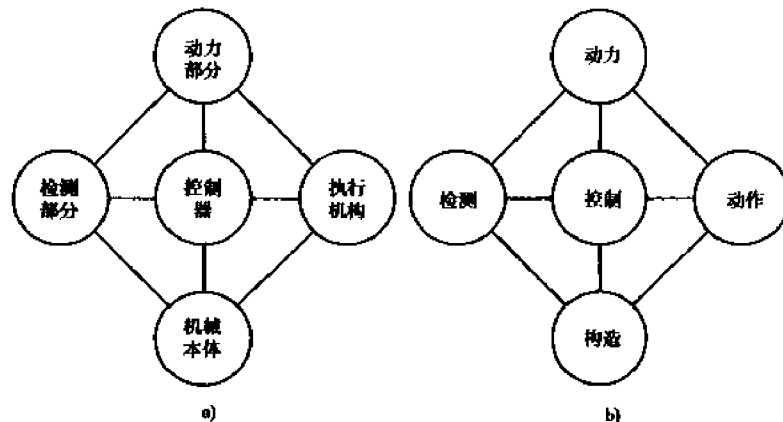 动力
部分
检测
部分
控制
器
执行
机构
机械
本体
a)
动力
检测
控制
动作
构造
b)